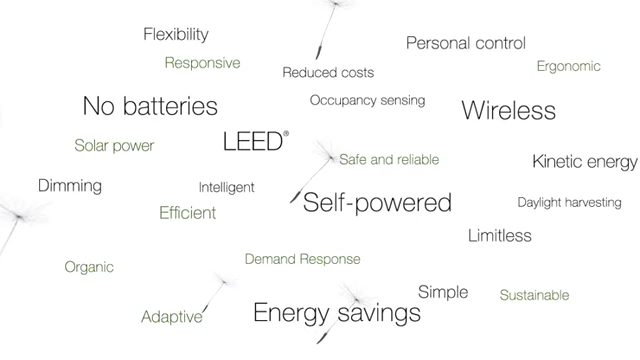 Flexibility
Personal control
Responsive
Ergonomic
Reduced costs
Occupancy sensing
No batteries
Wireless
LEED®
Solar power
Safe and reliable
Kinetic energy
Dimming
Intelligent
Self-powered
Daylight harvesting
Efficient
Limitless
Demand Response
Organic
Simple
Sustainable
Energy savings
Adaptive